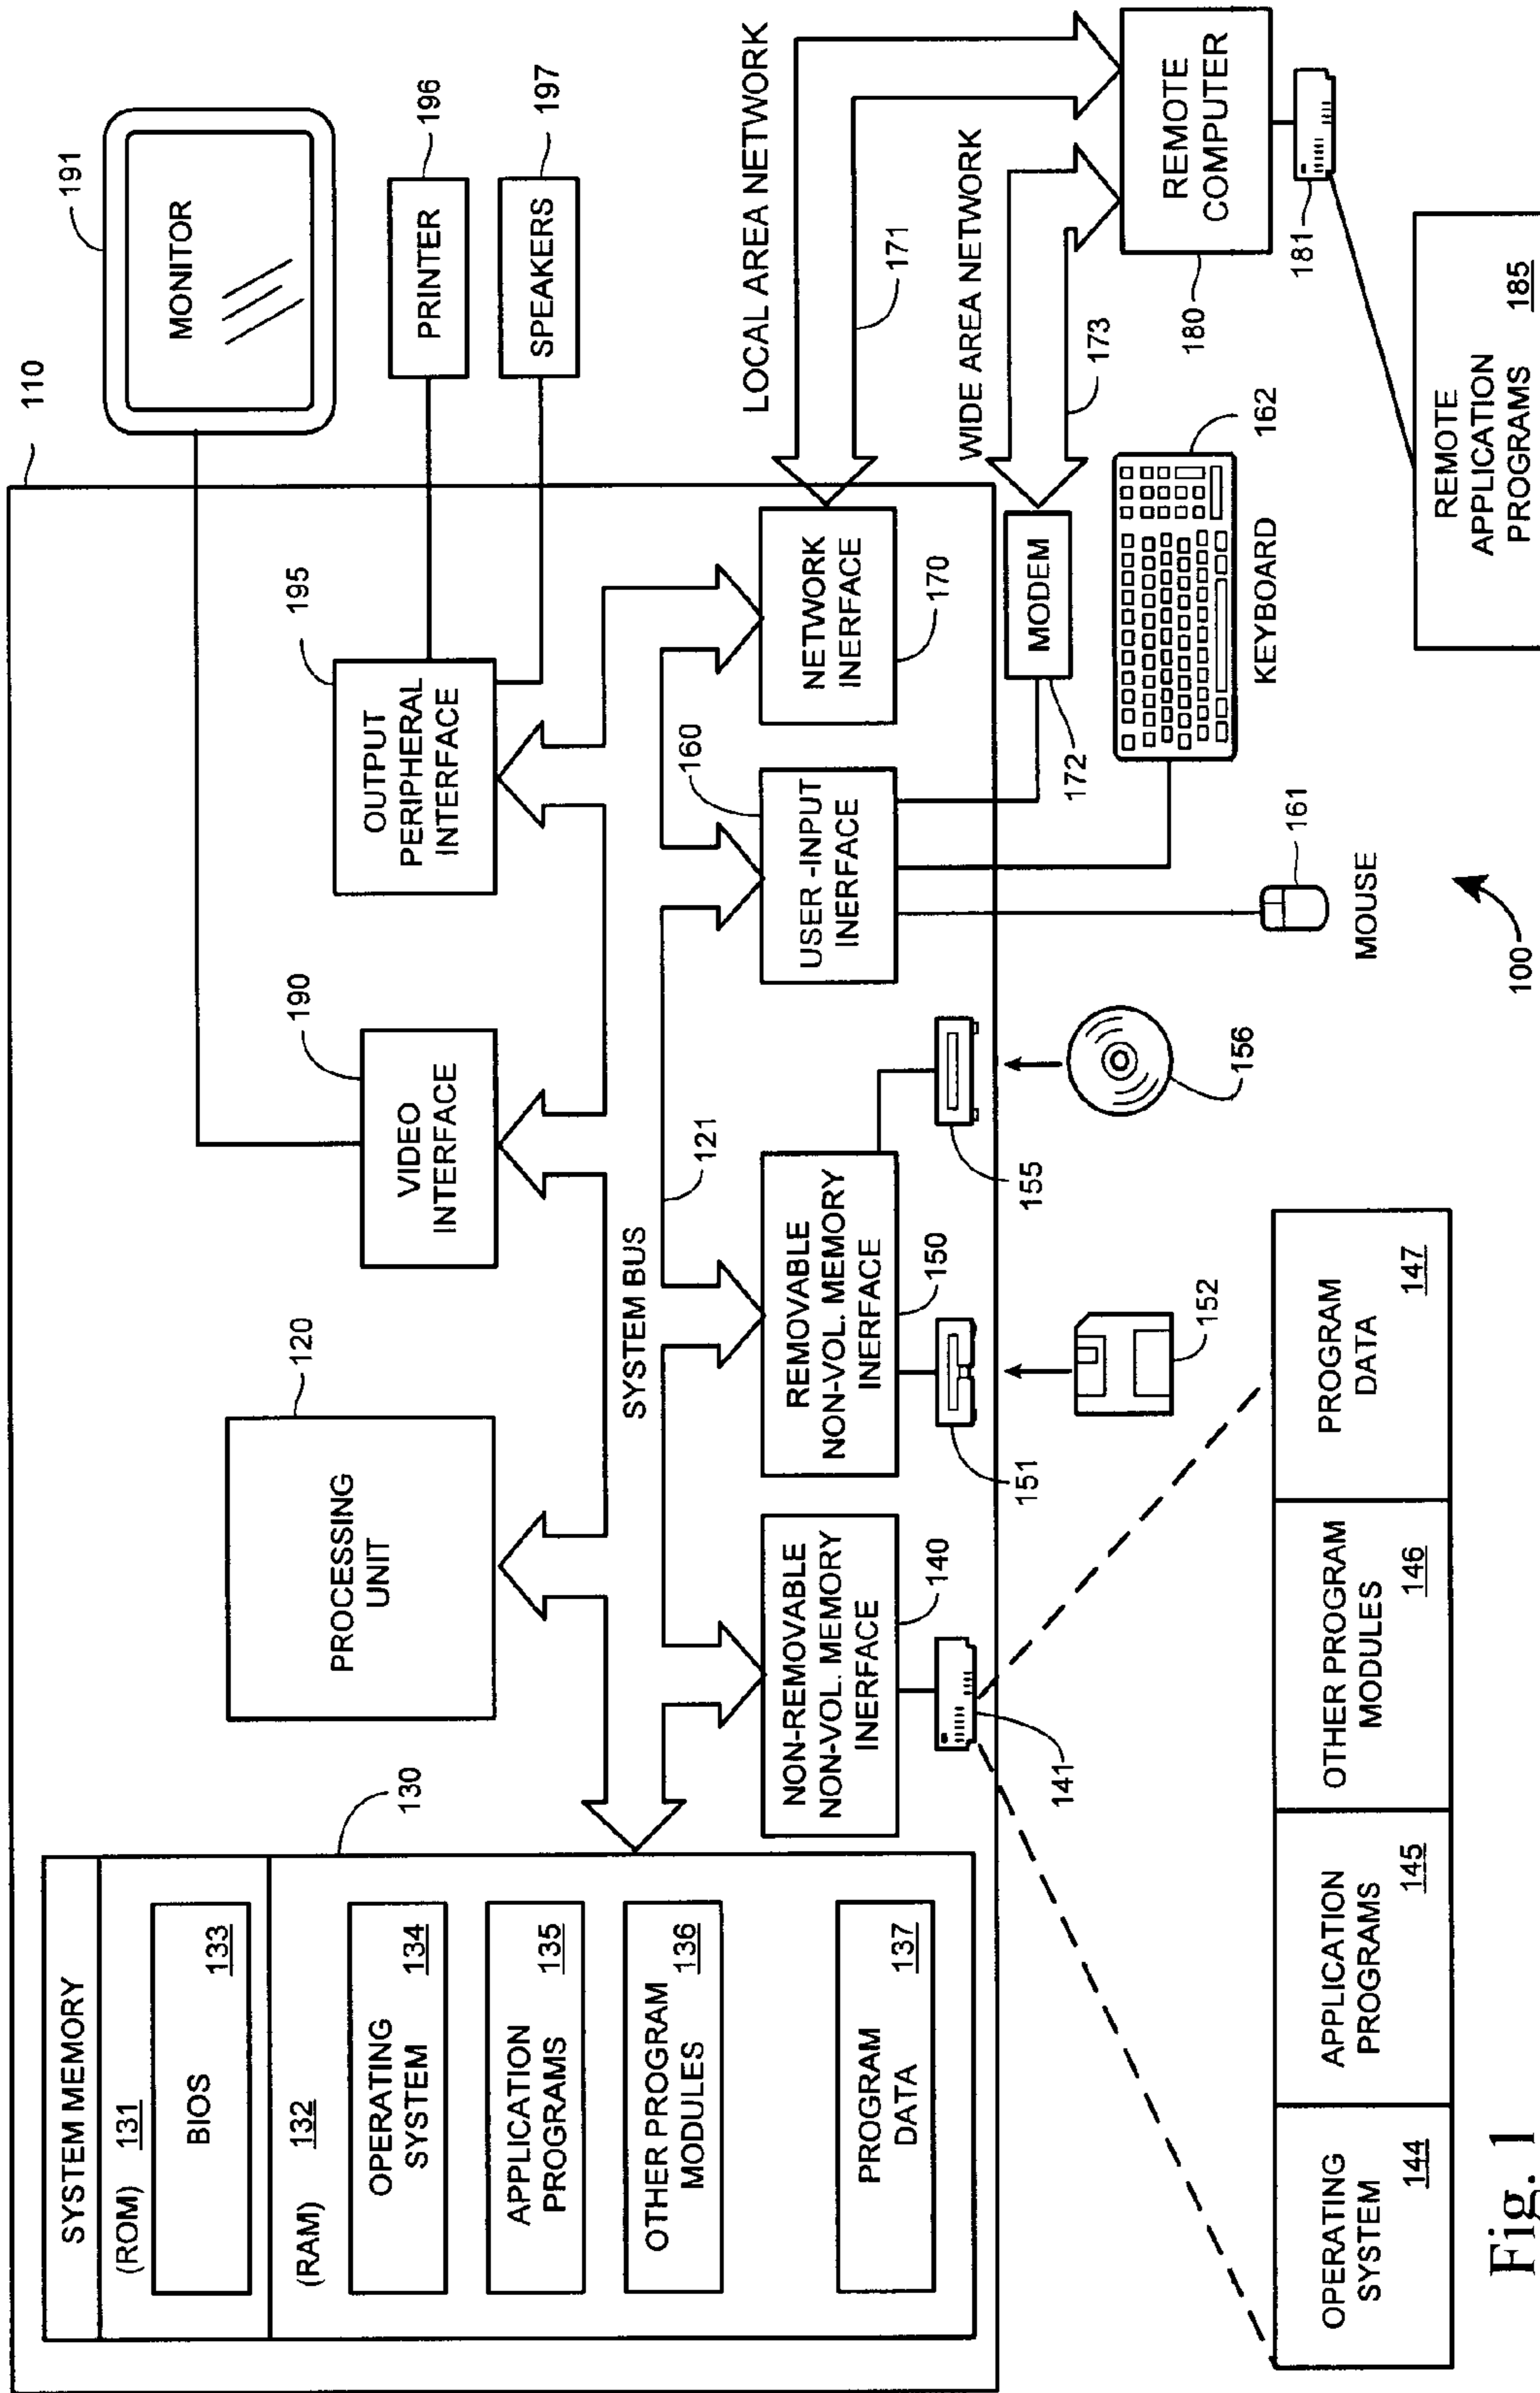 110
SYSTEM MEMORY
(ROM) 131
BIOS
133
(RAM) 132
OPERATING
SYSTEM 134
APPLICATION
PROGRAMS 135
OTHER PROGRAM
MODULES 136
PROGRAM
DATA 137
130
PROCESSING
UNIT
120
VIDEO
INTERFACE
190
OUTPUT
PERIPHERAL
INTERFACE
195
MONITOR
191
PRINTER
196
SPEAKERS
197
SYSTEM BUS
121
NON-REMOVABLE
NON-VOL. MEMORY
INERFACE
140
141
REMOVABLE
NON-VOL. MEMORY
INERFACE
150
151
152
155
156
USER -INPUT
INERFACE
160
NETWORK
INERFACE
170
LOCAL AREA NETWORK
171
WIDE AREA NETWORK
173
MODEM
172
KEYBOARD
162
MOUSE
161
REMOTE
COMPUTER
180
181
REMOTE
APPLICATION
PROGRAMS 185
OPERATING
SYSTEM 144
APPLICATION
PROGRAMS 145
OTHER PROGRAM
MODULES 146
PROGRAM
DATA 147
100
Fig. 1